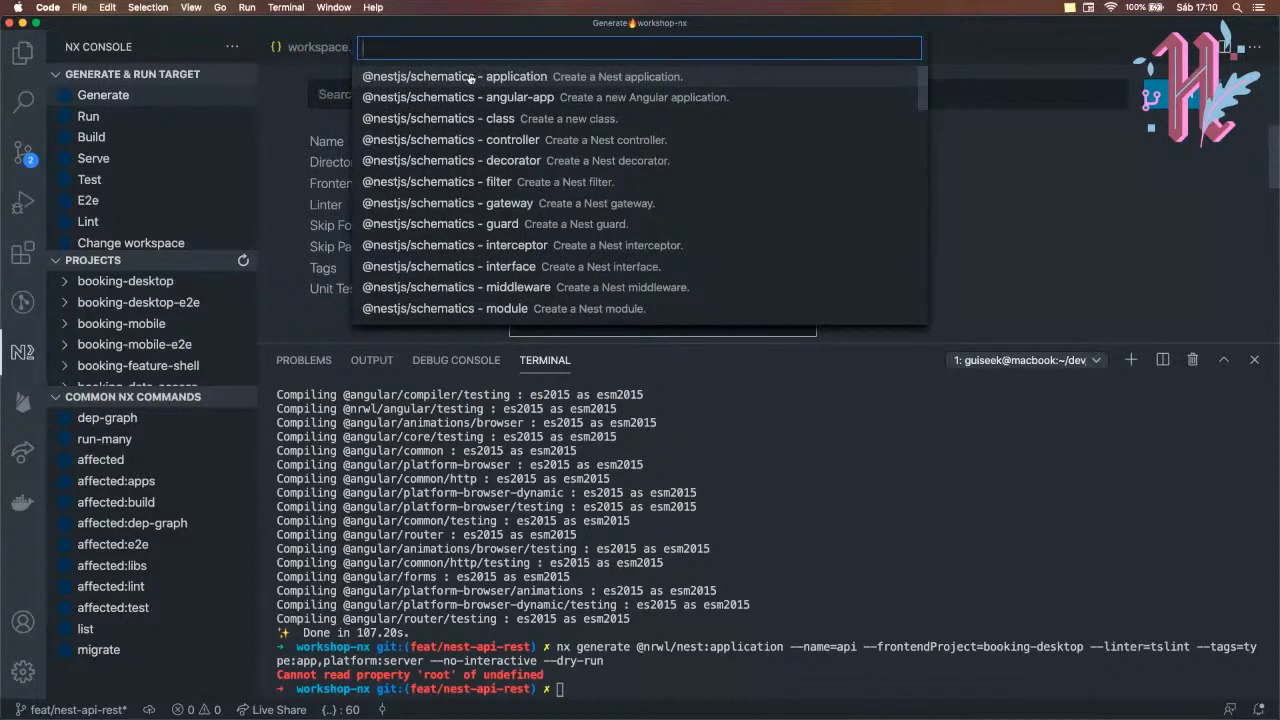 Code File Edit Selection View Go Run Terminal Window Help 100% Sáb 17:10
Generate🔥workshop-nx
NX CONSOLE
{} workspace.
GENERATE & RUN TARGET
Generate
Run
Build
Serve
Test
E2e
Lint
Change workspace
PROJECTS
booking-desktop
booking-desktop-e2e
booking-mobile
booking-mobile-e2e
booking-feature-shell
COMMON NX COMMANDS
dep-graph
run-many
affected
affected:apps
affected:build
affected:dep-graph
affected:e2e
affected:libs
affected:lint
affected:test
list
migrate
2
@nestjs/schematics - application Create a Nest application.
@nestjs/schematics - angular-app Create a new Angular application.
@nestjs/schematics - class Create a new class.
@nestjs/schematics - controller Create a Nest controller.
@nestjs/schematics - decorator Create a Nest decorator.
@nestjs/schematics - filter Create a Nest filter.
@nestjs/schematics - gateway Create a Nest gateway.
@nestjs/schematics - guard Create a Nest guard.
@nestjs/schematics - interceptor Create a Nest interceptor.
@nestjs/schematics - interface Create a Nest interface.
@nestjs/schematics - middleware Create a Nest middleware.
@nestjs/schematics - module Create a Nest module.
Searc
Name
Directo
Fronten
Linter
Skip Fo
Skip Pa
Tags
Unit Tes
H
PROBLEMS OUTPUT DEBUG CONSOLE TERMINAL 1: guiseek@macbook:~/dev
Compiling @angular/compiler/testing : es2015 as esm2015
Compiling @nrwl/angular/testing : es2015 as esm2015
Compiling @angular/animations/browser : es2015 as esm2015
Compiling @angular/core/testing : es2015 as esm2015
Compiling @angular/common : es2015 as esm2015
Compiling @angular/platform-browser : es2015 as esm2015
Compiling @angular/common/http : es2015 as esm2015
Compiling @angular/platform-browser-dynamic : es2015 as esm2015
Compiling @angular/platform-browser/testing : es2015 as esm2015
Compiling @angular/common/testing : es2015 as esm2015
Compiling @angular/router : es2015 as esm2015
Compiling @angular/animations/browser/testing : es2015 as esm2015
Compiling @angular/common/http/testing : es2015 as esm2015
Compiling @angular/forms : es2015 as esm2015
Compiling @angular/platform-browser/animations : es2015 as esm2015
Compiling @angular/platform-browser-dynamic/testing : es2015 as esm2015
Compiling @angular/router/testing : es2015 as esm2015
✨ Done in 107.20s.
→ workshop-nx git:(feat/nest-api-rest) ✗ nx generate @nrwl/nest:application --name=api --frontendProject=booking-desktop --linter=tslint --tags=ty
pe:app,platform:server --no-interactive --dry-run
Cannot read property 'root' of undefined
→ workshop-nx git:(feat/nest-api-rest) ✗
feat/nest-api-rest* 0 0 Live Share {..} : 60